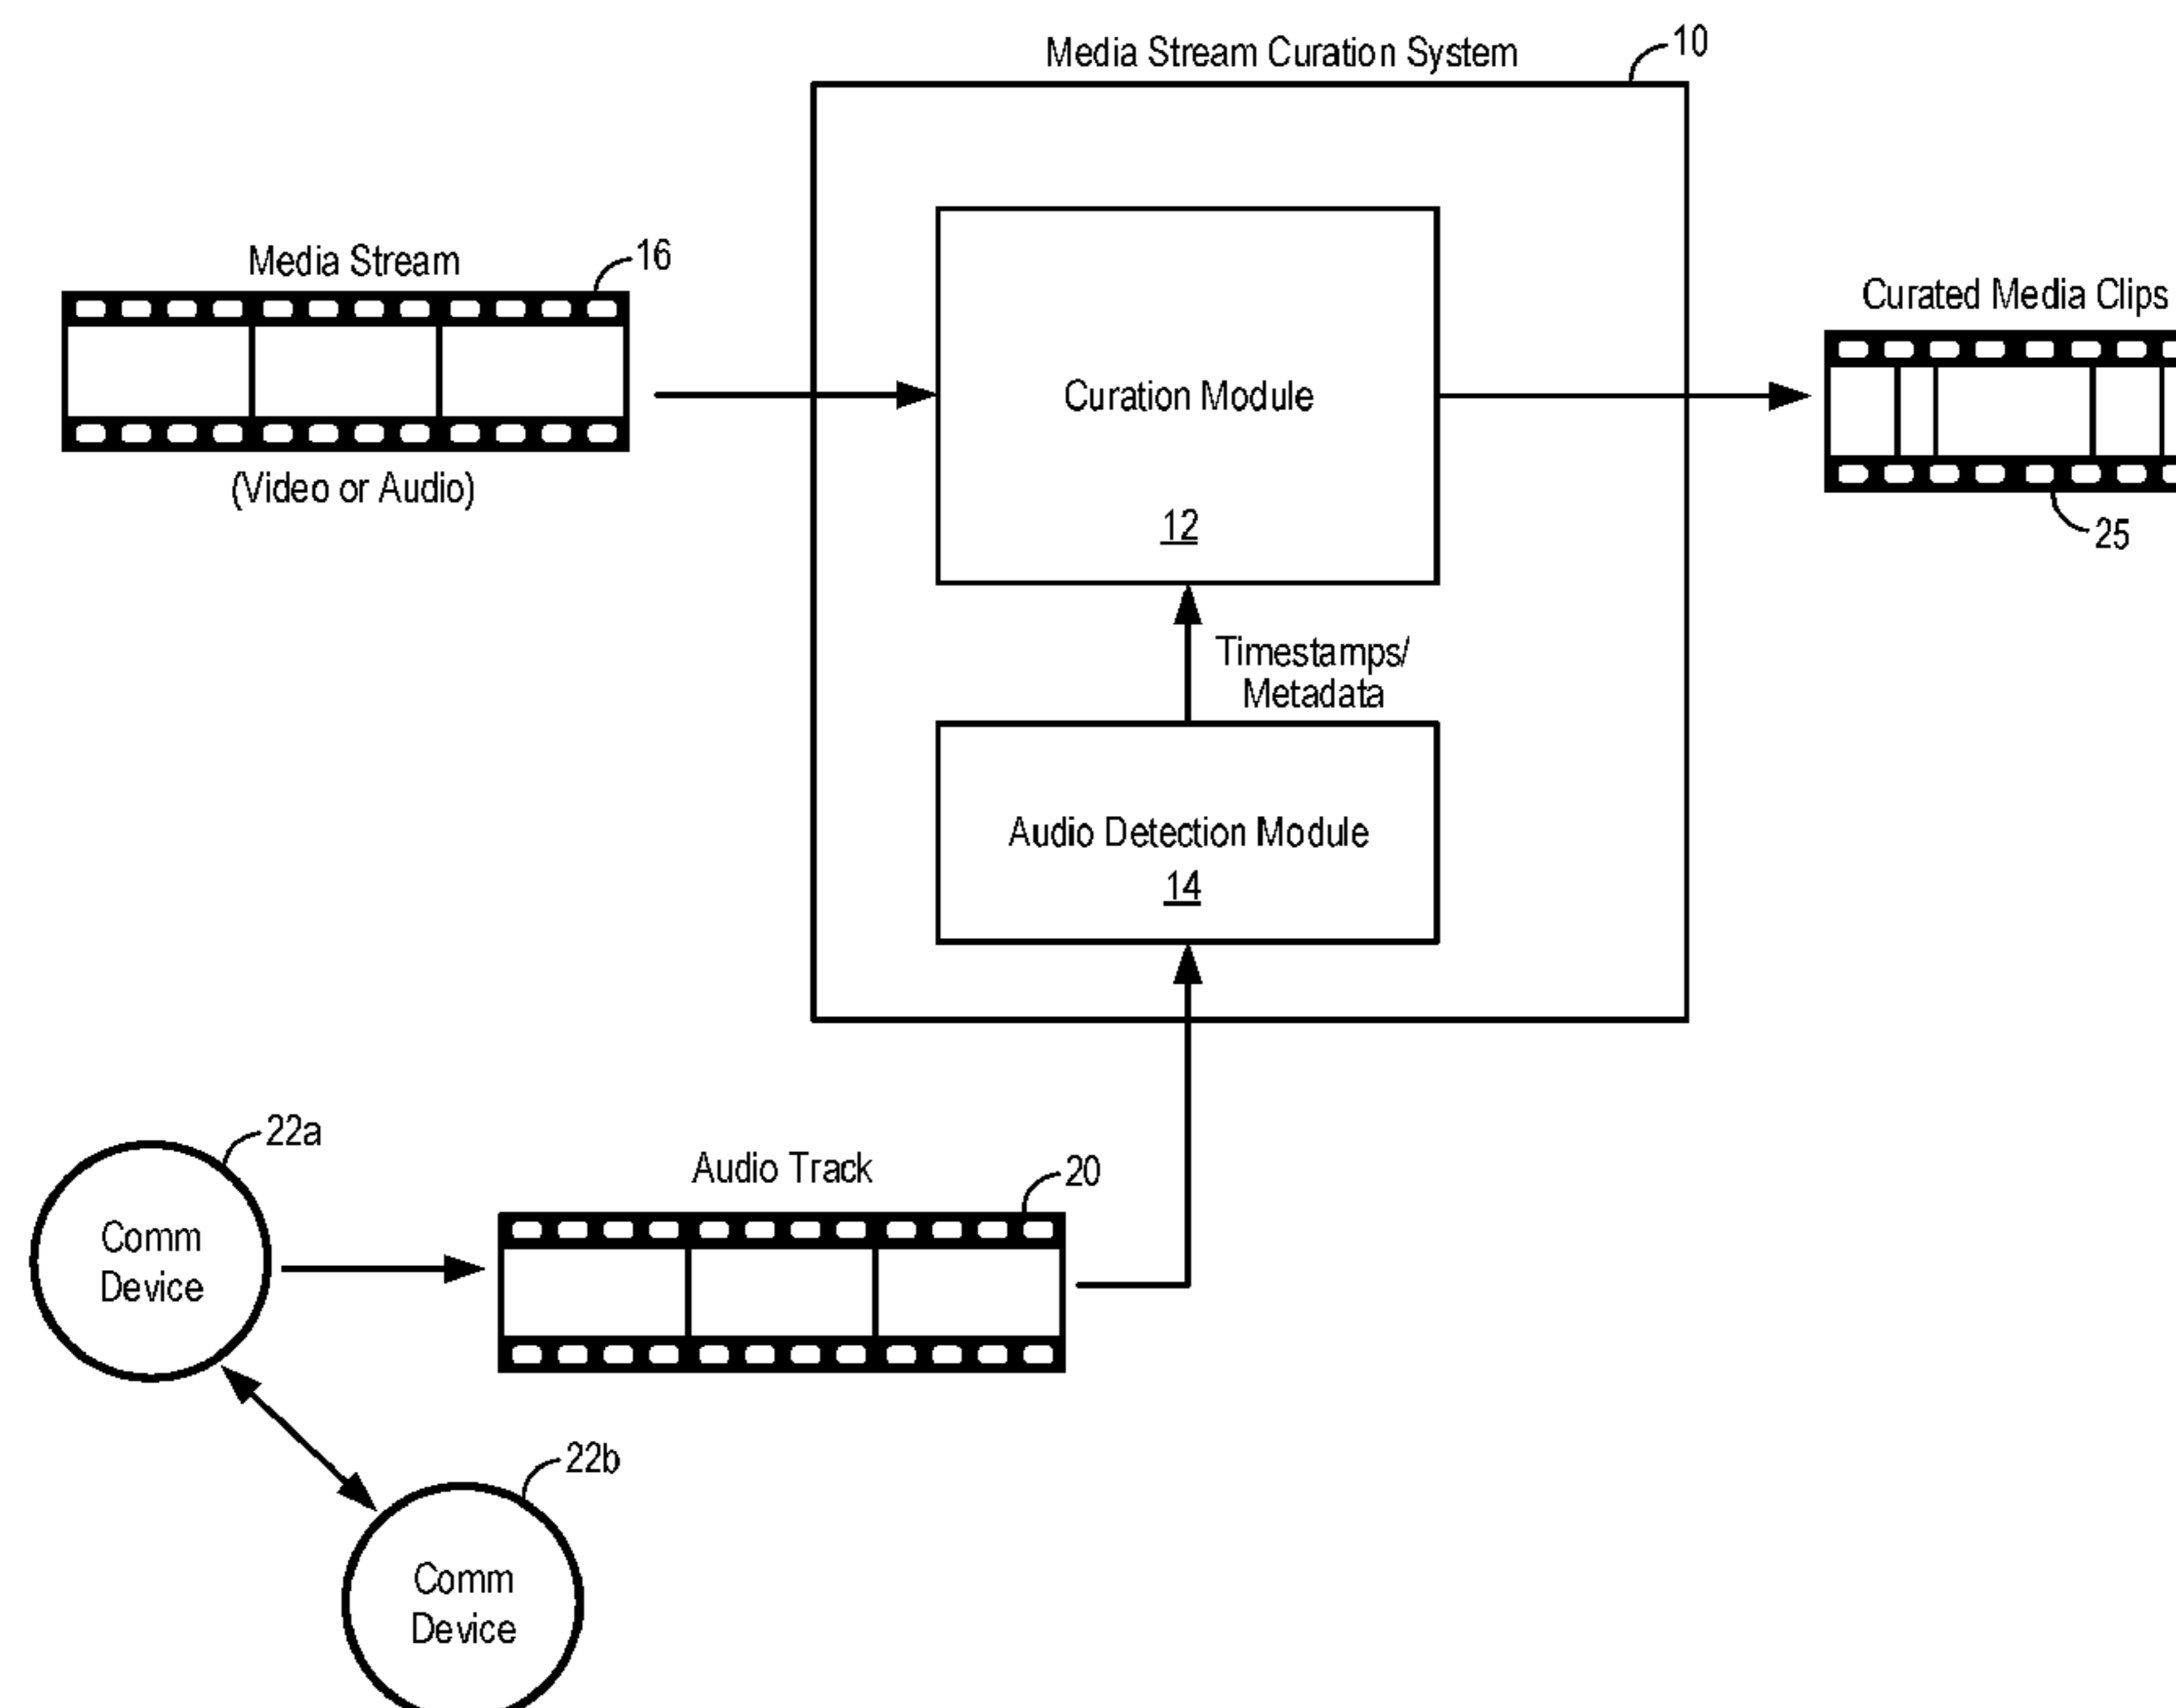 Media Stream Curation System
10
Media Stream
16
(Video or Audio)
Curation Module
12
Curated Media Clips
25
Timestamps/
Metadata
Audio Detection Module
14
22a
Comm
Device
Audio Track
20
22b
Comm
Device